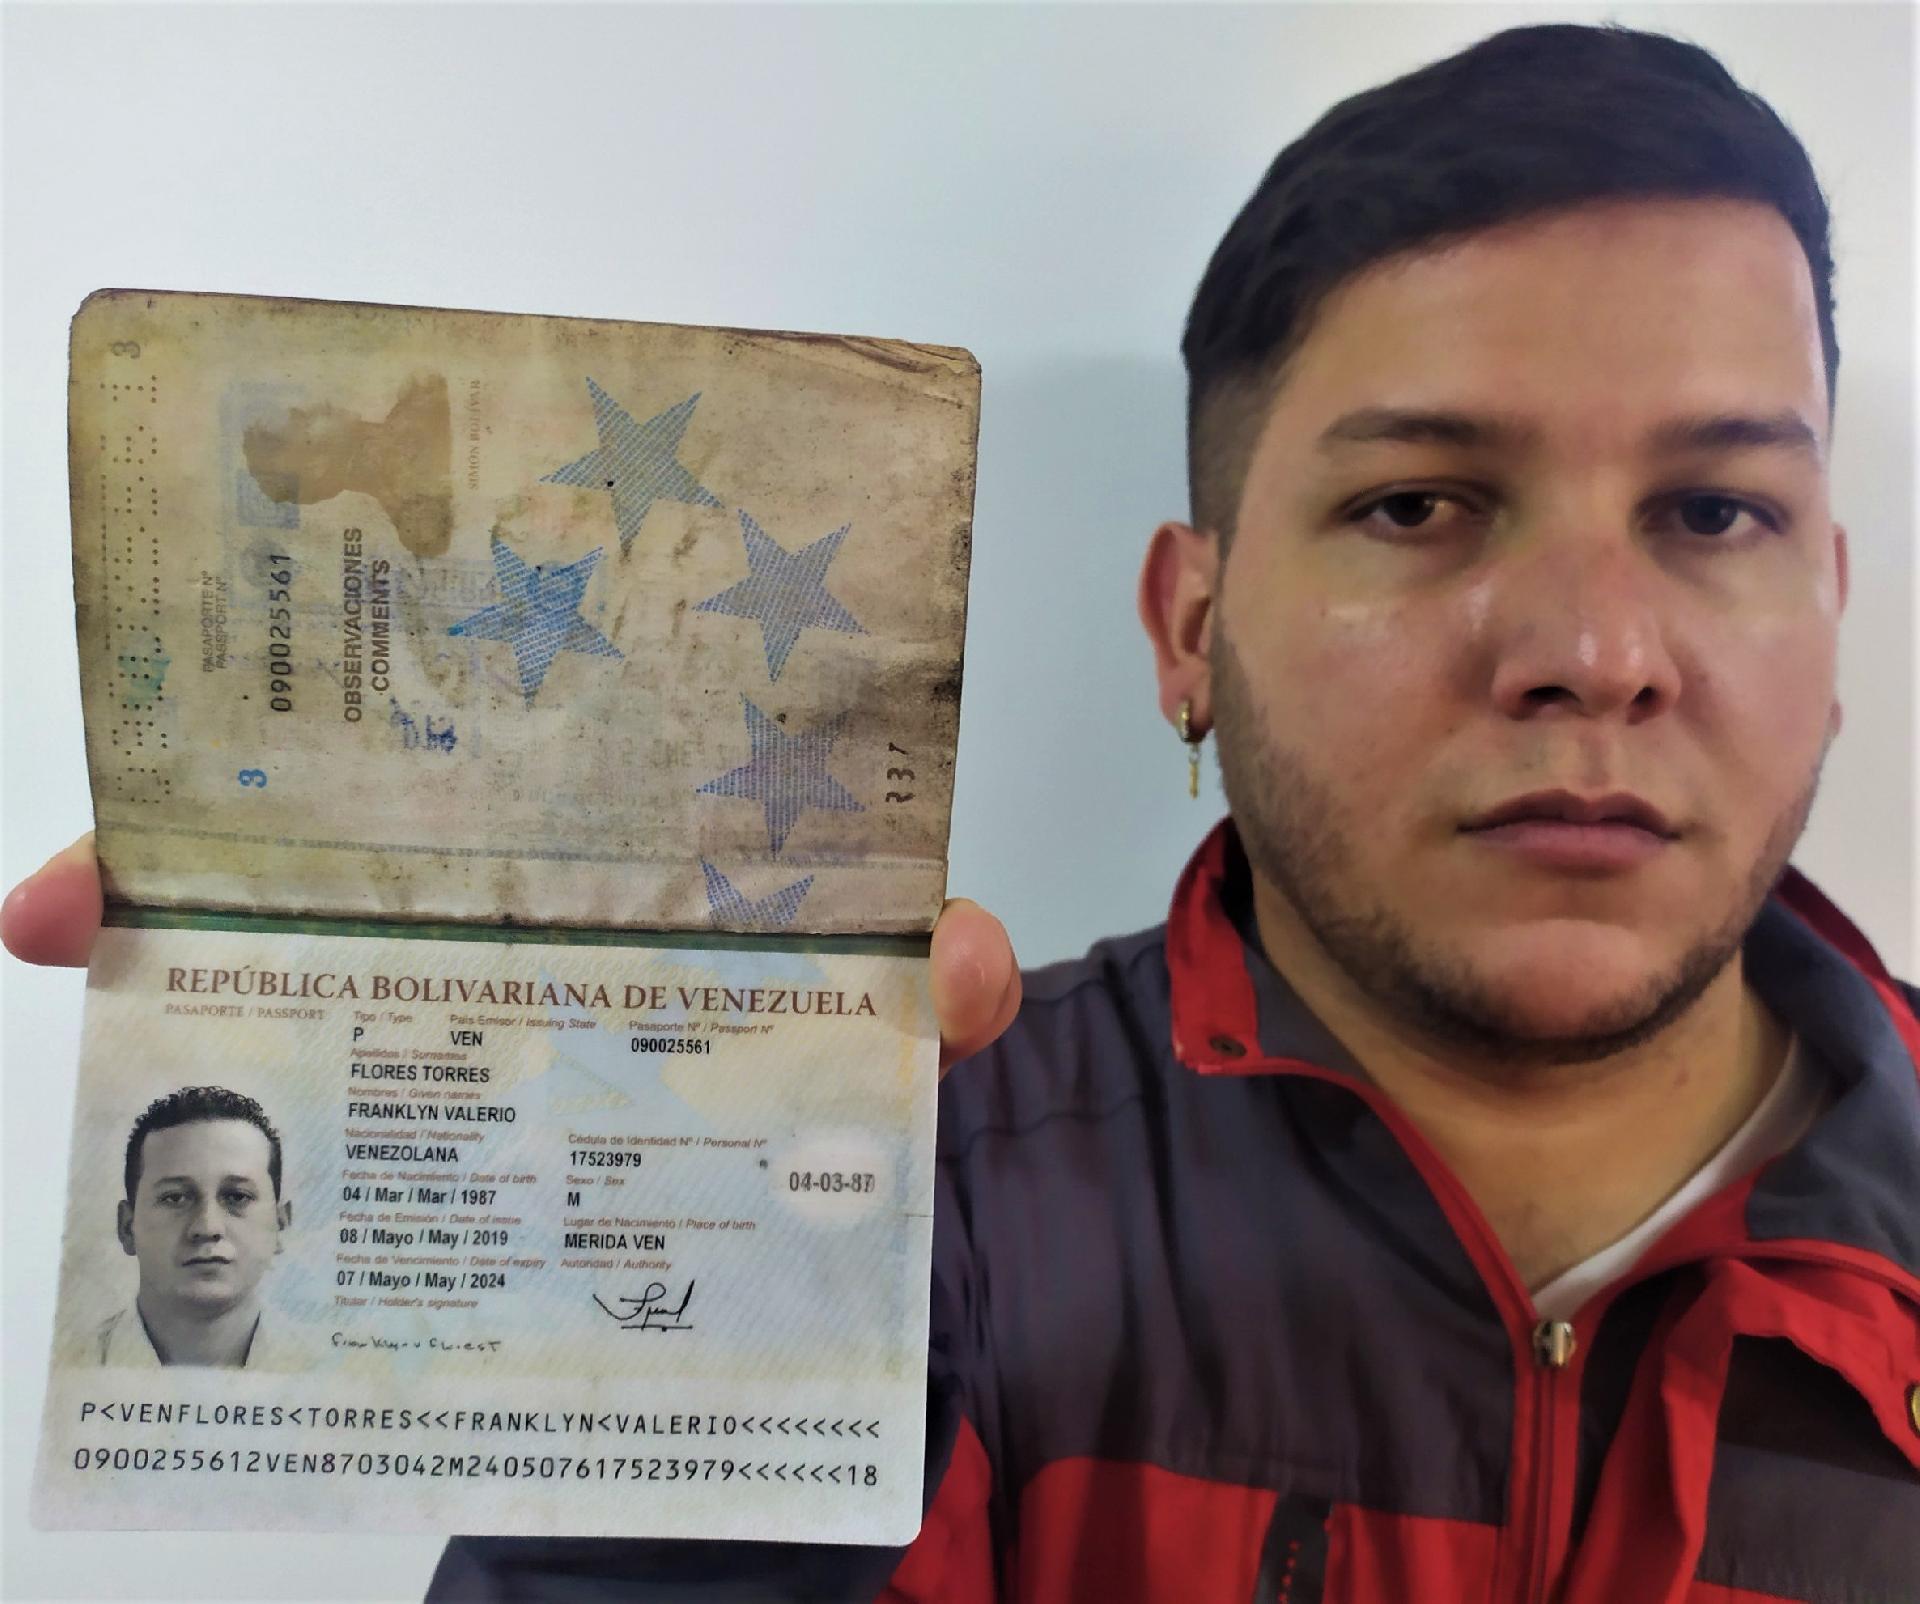 3
SIMÓN BOLÍVAR
PASAPORTE Nº
PASSPORT Nº
090025561
OBSERVACIONES
COMMENTS
3
REPÚBLICA BOLIVARIANA DE VENEZUELA
PASAPORTE / PASSPORT
Tipo / Type País Emisor / Issuing State Pasaporte Nº / Passport Nº
P VEN 090025561
Apellidos / Surnames
FLORES TORRES
Nombres / Given names
FRANKLYN VALERIO
Nacionalidad / Nationality Cédula de Identidad Nº / Personal Nº
VENEZOLANA 17523979
Fecha de Nacimiento / Date of birth Sexo / Sex 04-03-87
04 / Mar / Mar / 1987 M
Fecha de Emisión / Date of issue Lugar de Nacimiento / Place of birth
08 / Mayo / May / 2019 MERIDA VEN
Fecha de Vencimiento / Date of expiry Autoridad / Authority
07 / Mayo / May / 2024
Titular / Holder's signature
P<VENFLORES<TORRES<<FRANKLYN<VALERIO<<<<<<<<
0900255612VEN8703042M240507617523979<<<<<<18